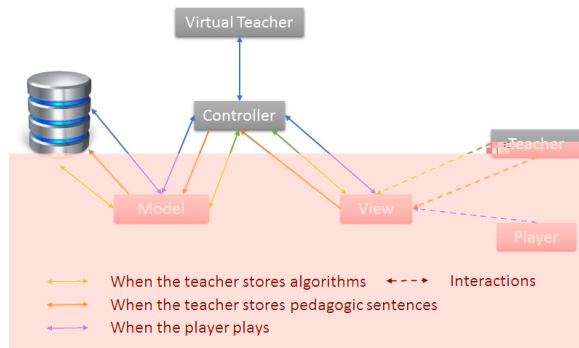 Virtual Teacher
Controller
Teacher
Model
View
Player
When the teacher stores algorithms
Interactions
When the teacher stores pedagogic sentences
When the player plays